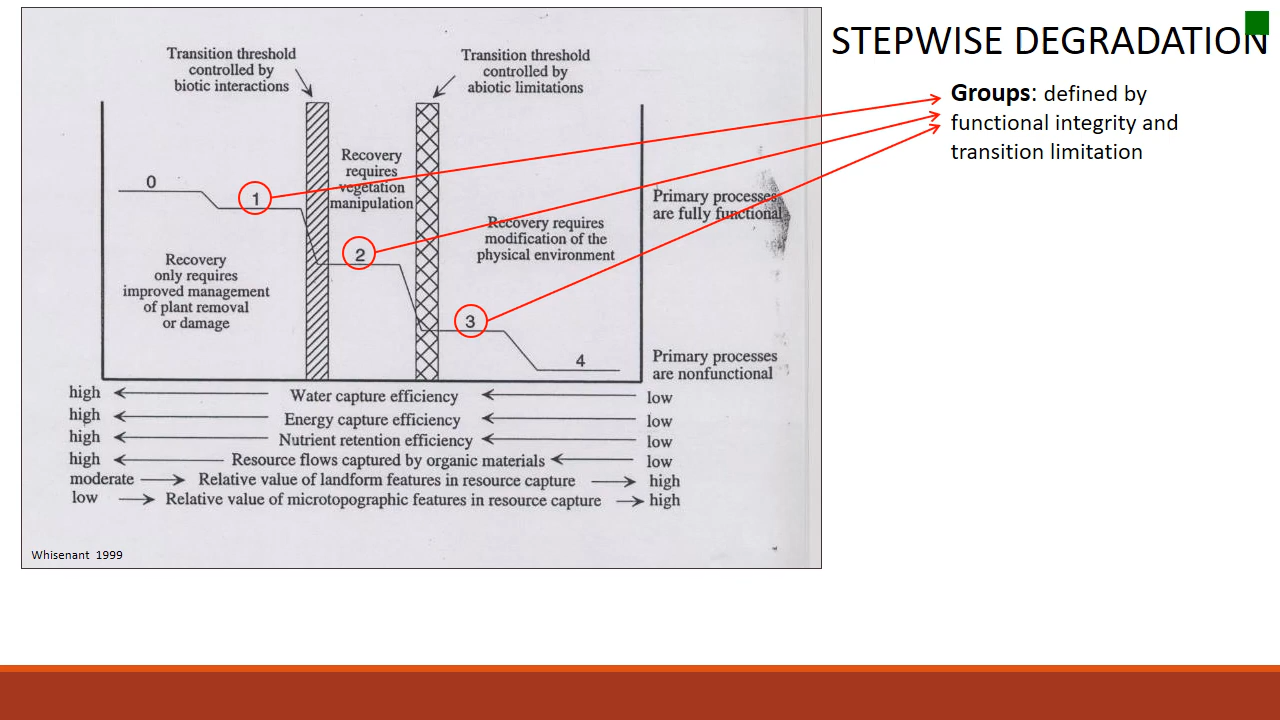 STEPWISE DEGRADATION
Groups: defined by
functional integrity and
transition limitation
Transition threshold
controlled by
biotic interactions
Transition threshold
controlled by
abiotic limitations
Recovery
requires
vegetation
manipulation
0
1
2
3
4
Primary processes
are fully functional
Recovery requires
modification of the
physical environment
Recovery
only requires
improved management
of plant removal
or damage
Primary processes
are nonfunctional
high Water capture efficiency low
high Energy capture efficiency low
high Nutrient retention efficiency low
high Resource flows captured by organic materials low
moderate Relative value of landform features in resource capture high
low Relative value of microtopographic features in resource capture high
Whisenant 1999